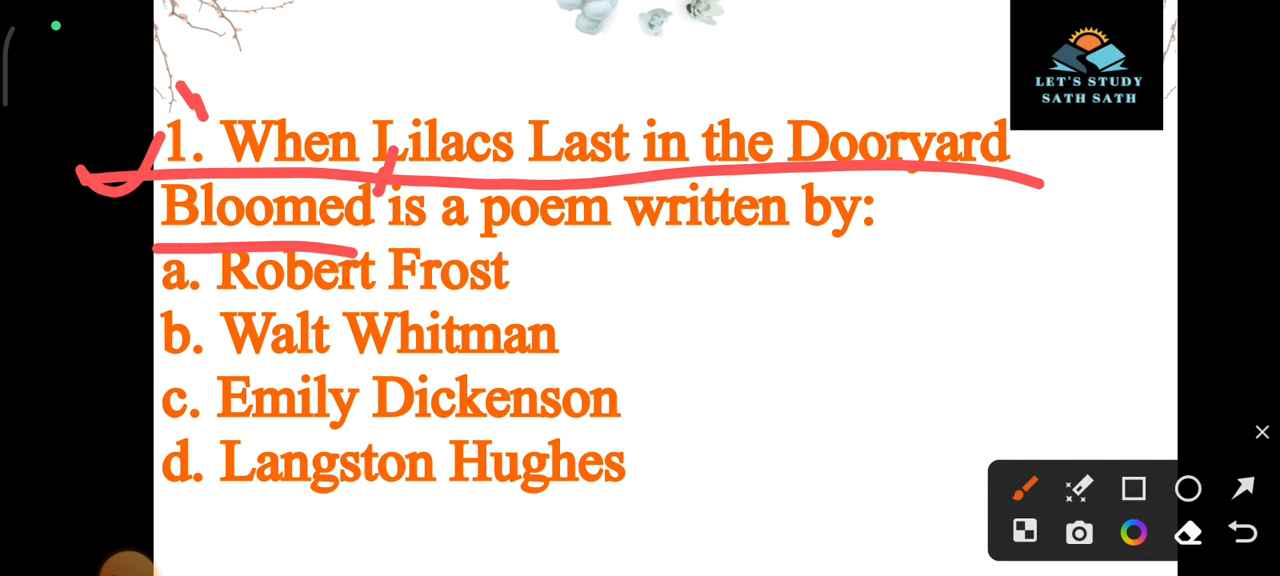 LET'S STUDY
SATH SATH
1. When Lilacs Last in the Dooryard
Bloomed is a poem written by:
a. Robert Frost
b. Walt Whitman
c. Emily Dickenson
d. Langston Hughes